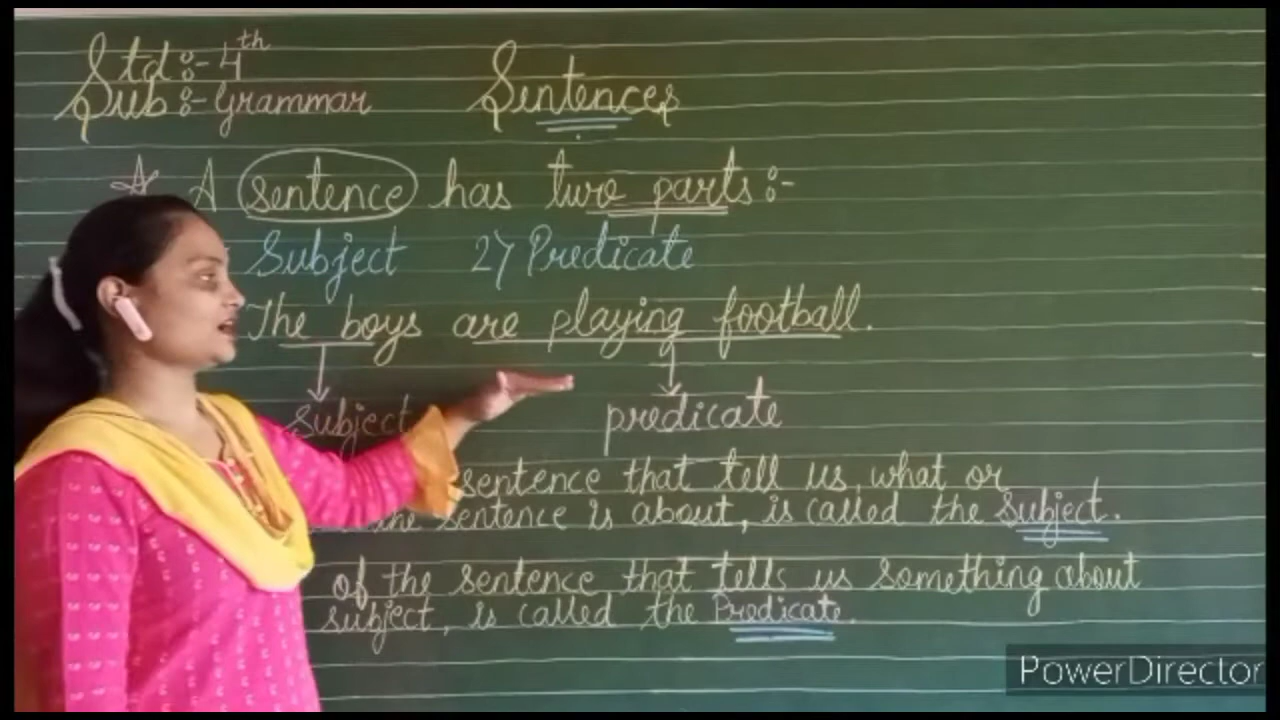 Std :- 4th
Sub :- Grammar
Sentences
A sentence has two parts :-
Subject 2) Predicate
The boys are playing football.
Subject predicate
sentence that tell us what or
the sentence is about, is called the Subject.
of the sentence that tells us something about
subject, is called the Predicate.
PowerDirector